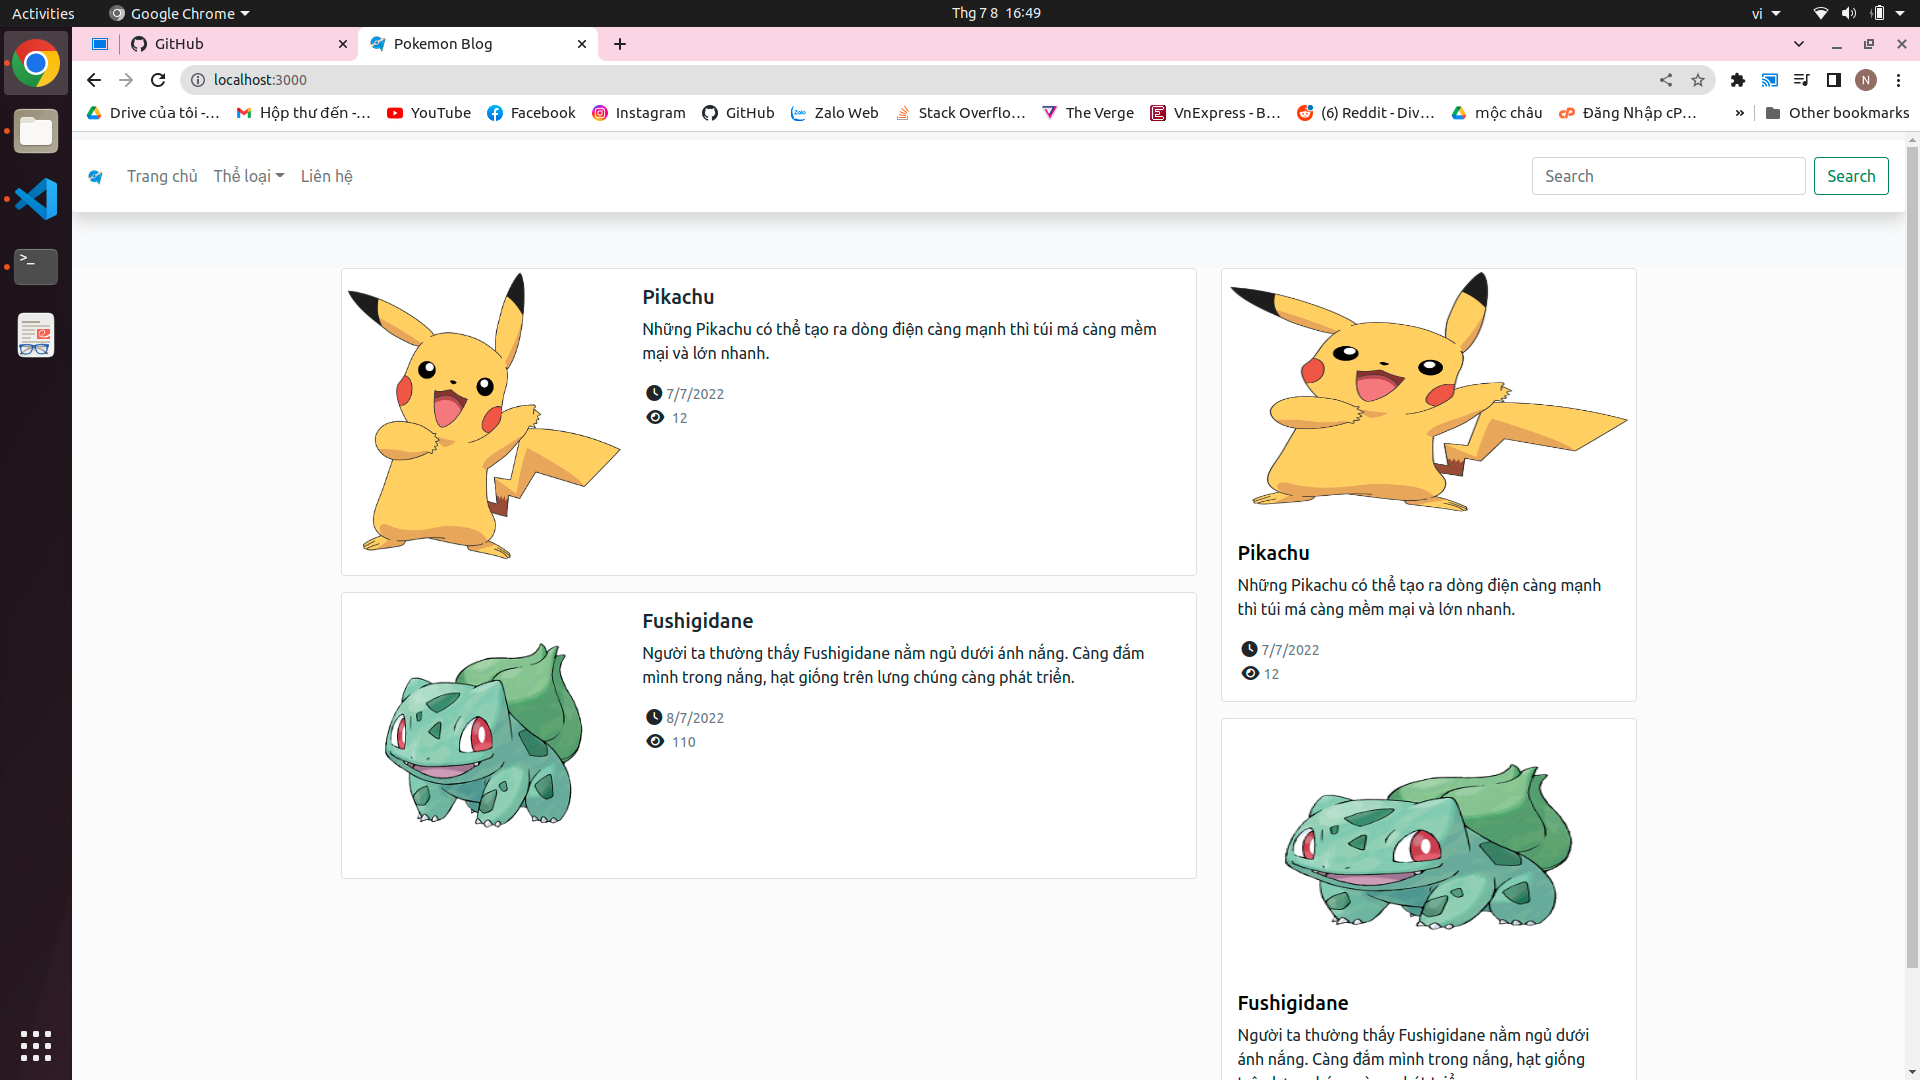 Activities
Google Chrome
Thg 7 8 16:49
vi
GitHub
Pokemon Blog
localhost:3000
N
Drive của tôi -...
Hộp thư đến -...
YouTube
Facebook
Instagram
GitHub
Zalo Web
Stack Overflo...
The Verge
VnExpress - B...
(6) Reddit - Div...
mộc châu
Đăng Nhập cP...
»
Other bookmarks
Trang chủ
Thể loại
Liên hệ
Search
Search
Pikachu
Những Pikachu có thể tạo ra dòng điện càng mạnh thì túi má càng mềm
mại và lớn nhanh.
7/7/2022
12
Fushigidane
Người ta thường thấy Fushigidane nằm ngủ dưới ánh nắng. Càng đắm
mình trong nắng, hạt giống trên lưng chúng càng phát triển.
8/7/2022
110
Pikachu
Những Pikachu có thể tạo ra dòng điện càng mạnh
thì túi má càng mềm mại và lớn nhanh.
7/7/2022
12
Fushigidane
Người ta thường thấy Fushigidane nằm ngủ dưới
ánh nắng. Càng đắm mình trong nắng, hạt giống